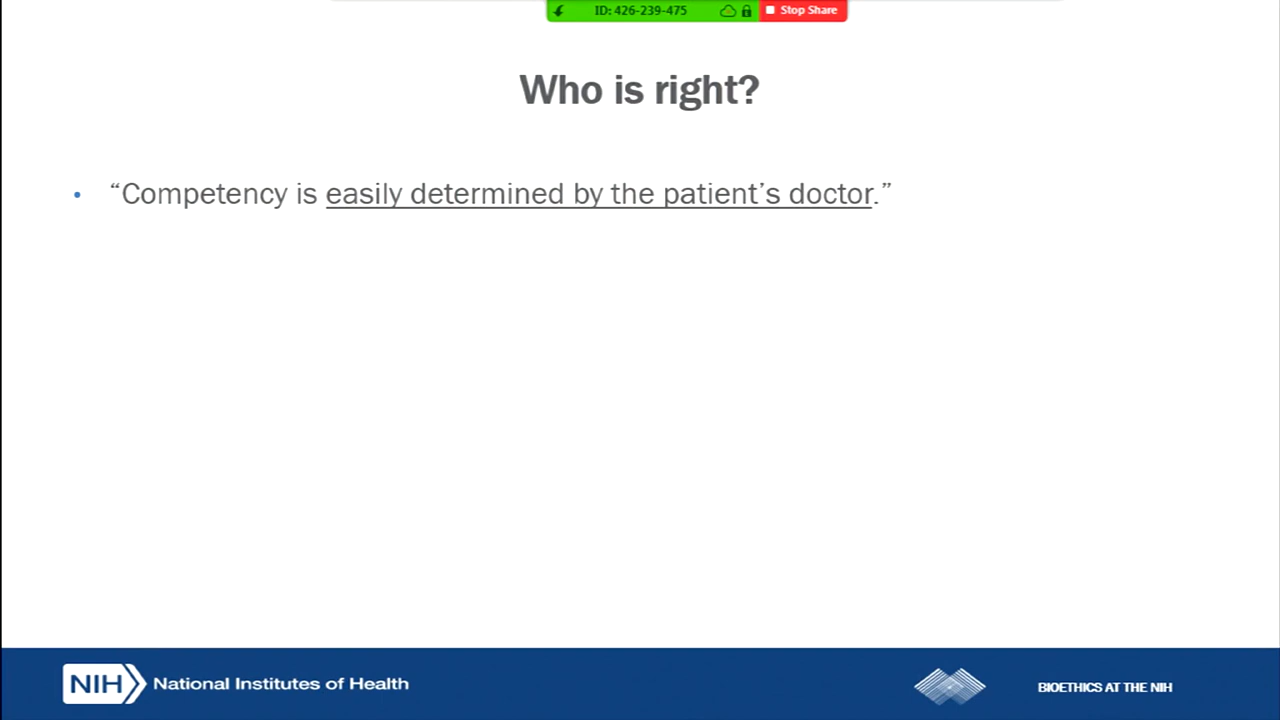 ID: 426-239-475 Stop Share
Who is right?
• “Competency is easily determined by the patient’s doctor.”
NIH National Institutes of Health
BIOETHICS AT THE NIH